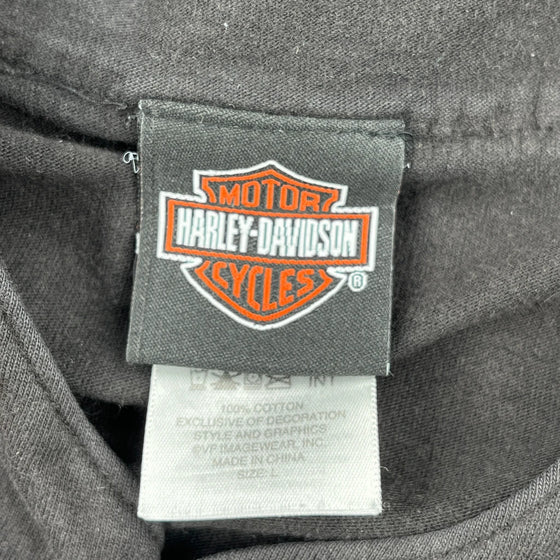 MOTOR
HARLEY-DAVIDSON
CYCLES
®
INT
100% COTTON
EXCLUSIVE OF DECORATION
STYLE AND GRAPHICS
©VF IMAGEWEAR, INC.
MADE IN CHINA
SIZE: L